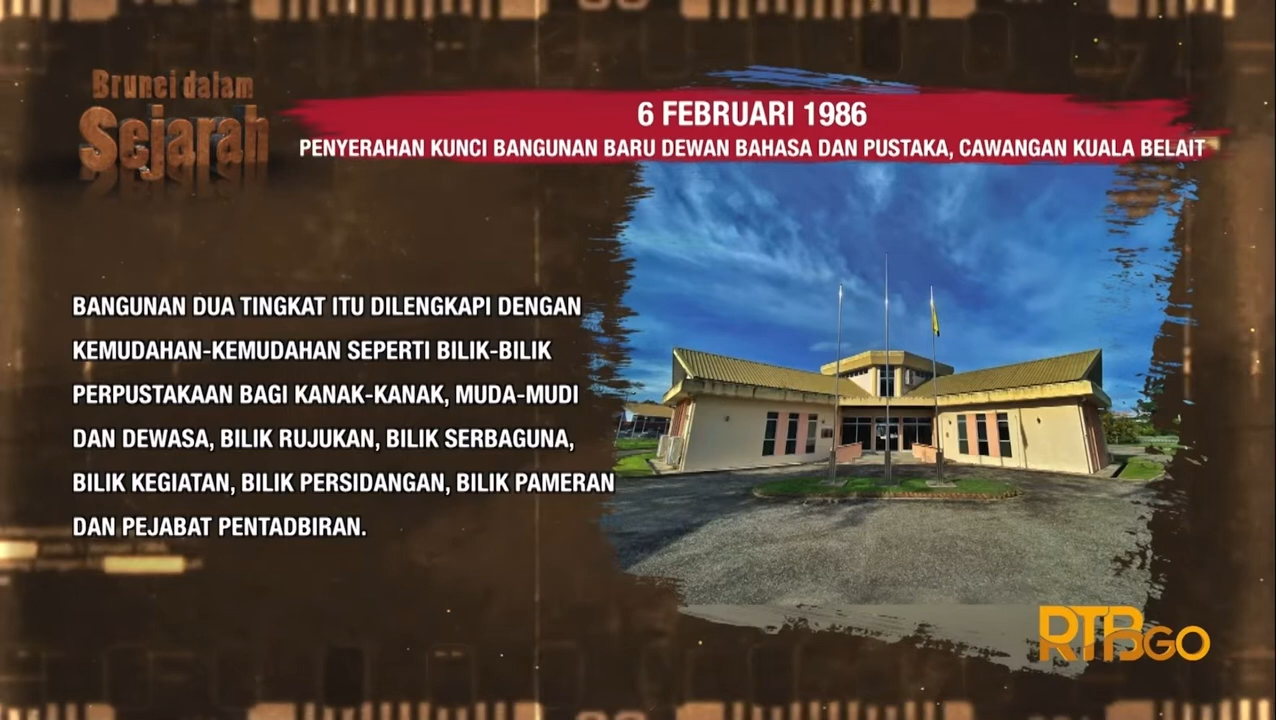 Brunei dalam
Sejarah
6 FEBRUARI 1986
PENYERAHAN KUNCI BANGUNAN BARU DEWAN BAHASA DAN PUSTAKA, CAWANGAN KUALA BELAIT
BANGUNAN DUA TINGKAT ITU DILENGKAPI DENGAN
KEMUDAHAN-KEMUDAHAN SEPERTI BILIK-BILIK
PERPUSTAKAAN BAGI KANAK-KANAK, MUDA-MUDI
DAN DEWASA, BILIK RUJUKAN, BILIK SERBAGUNA,
BILIK KEGIATAN, BILIK PERSIDANGAN, BILIK PAMERAN
DAN PEJABAT PENTADBIRAN.
RTBGO